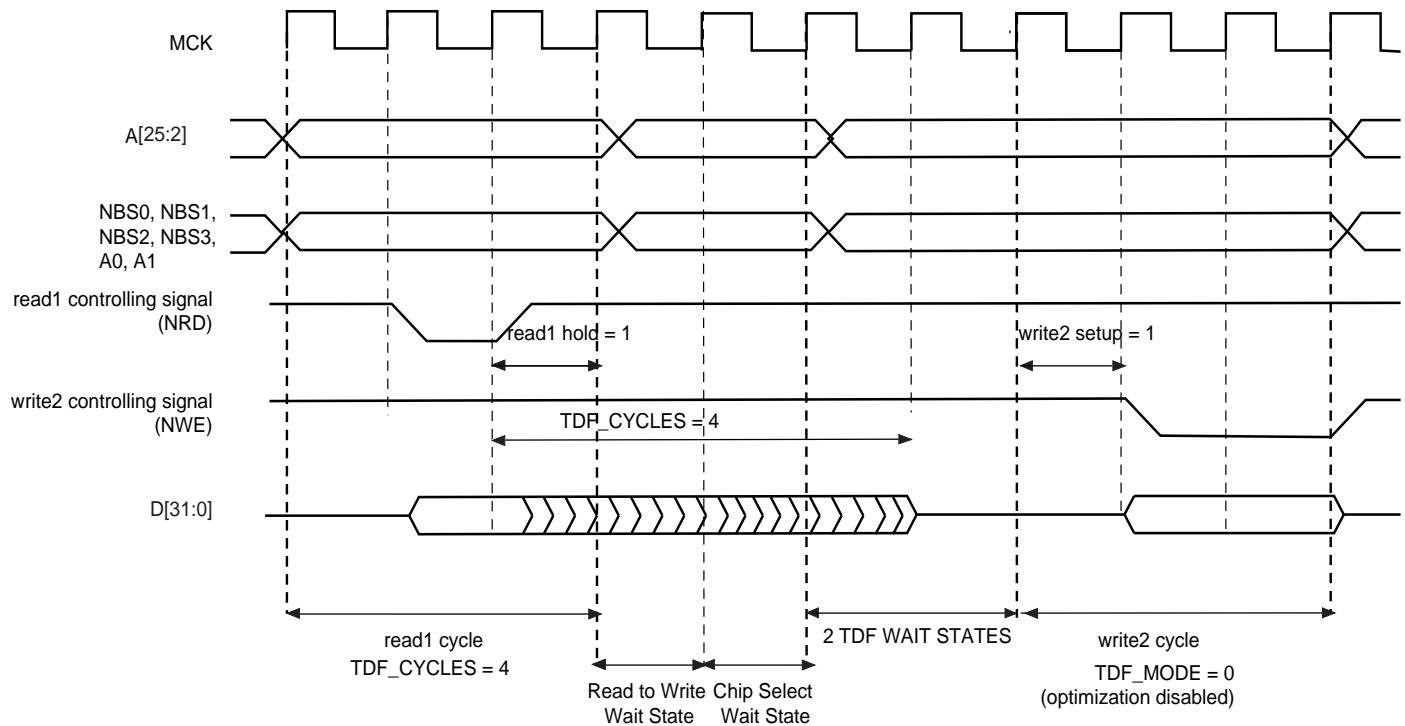 MCK
A[25:2]
NBS0, NBS1,
NBS2, NBS3,
A0, A1
read1 controlling signal
(NRD)
read1 hold = 1
write2 setup = 1
write2 controlling signal
(NWE)
TDF_CYCLES = 4
D[31:0]
read1 cycle
TDF_CYCLES = 4
2 TDF WAIT STATES
write2 cycle
TDF_MODE = 0
(optimization disabled)
Read to Write
Wait State
Chip Select
Wait State